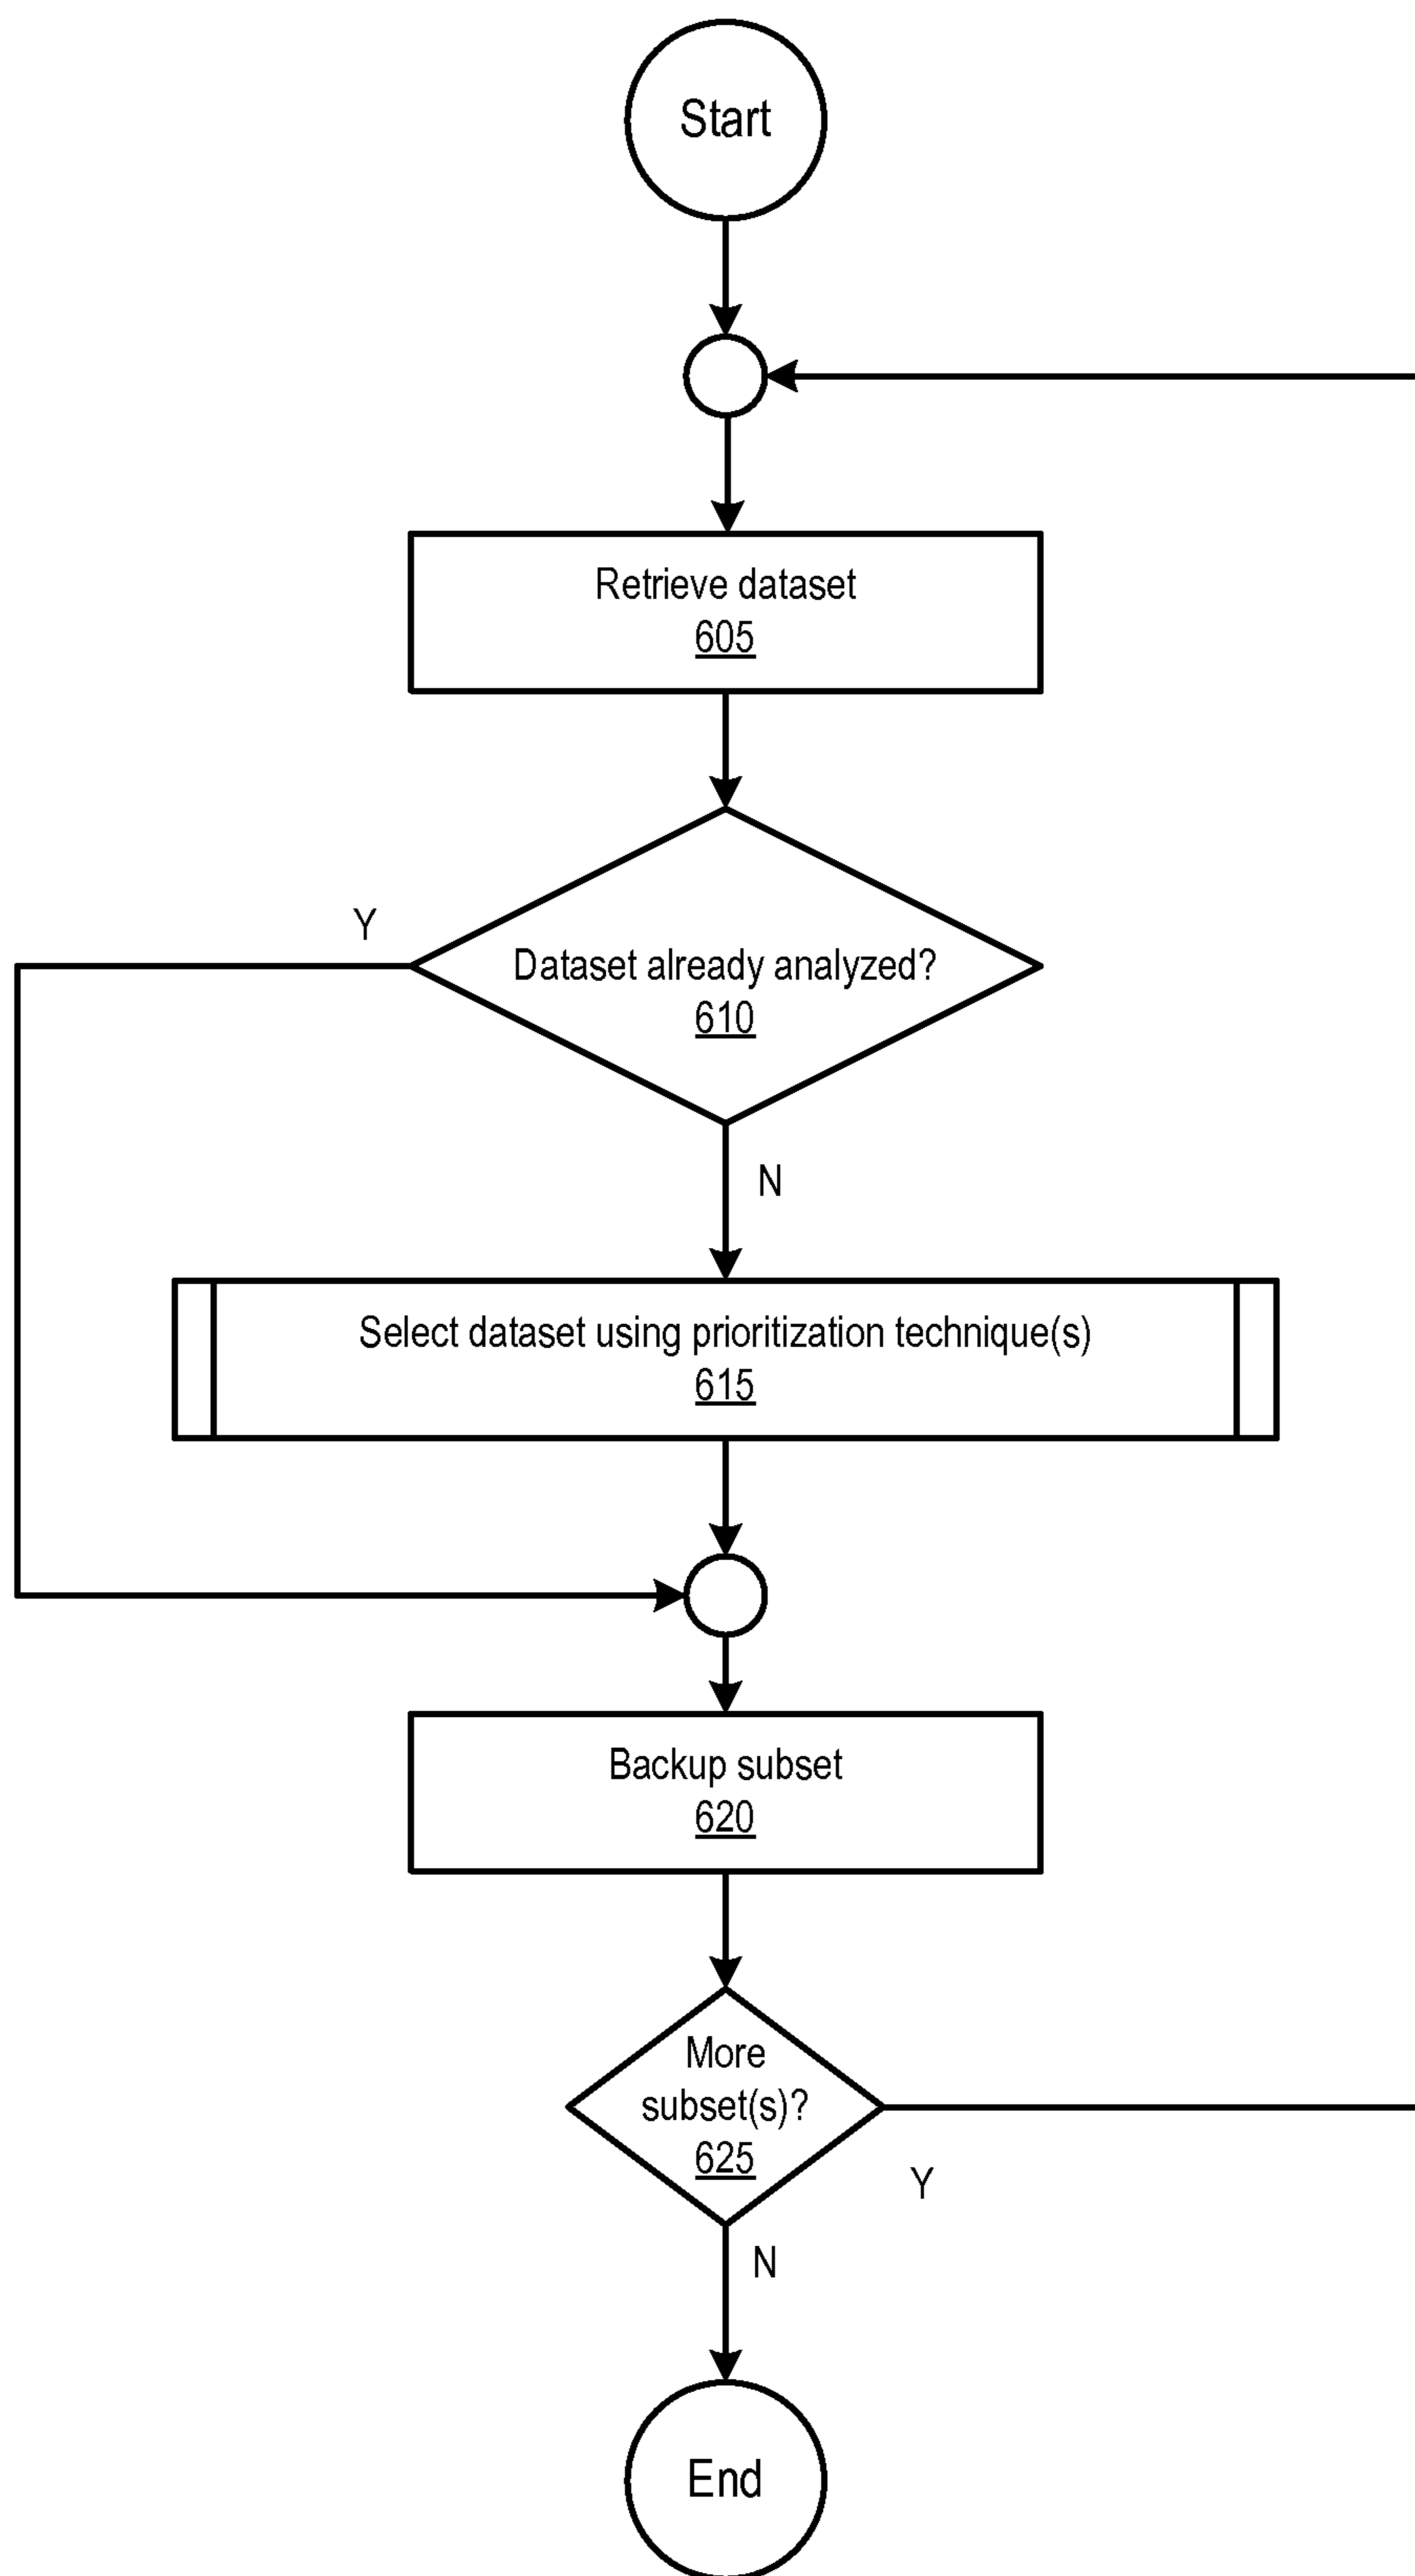 Start
Retrieve dataset
605
Y
Dataset already analyzed?
610
N
Select dataset using prioritization technique(s)
615
Backup subset
620
More
subset(s)?
625
Y
N
End